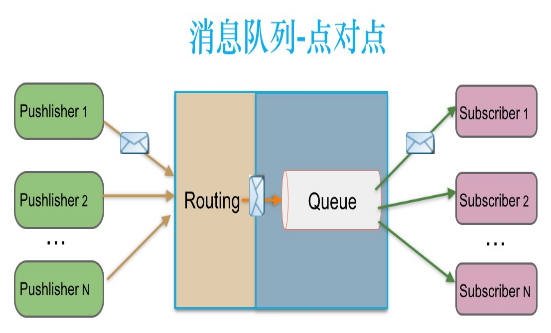 消息队列-点对点
Pushlisher 1
Subscriber 1
Pushlisher 2
Routing
Queue
Subscriber 2
...
...
Pushlisher N
Subscriber N